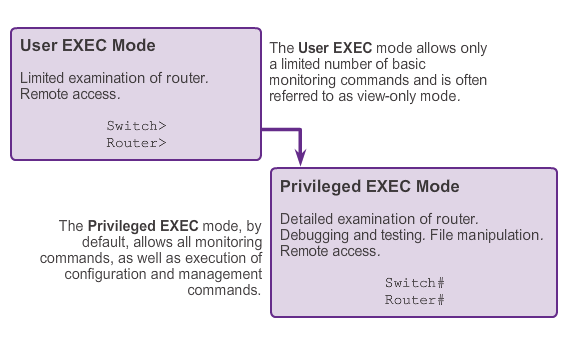 User EXEC Mode
Limited examination of router.
Remote access.
Switch>
Router>
The User EXEC mode allows only
a limited number of basic
monitoring commands and is often
referred to as view-only mode.
Privileged EXEC Mode
Detailed examination of router.
Debugging and testing. File manipulation.
Remote access.
Switch#
Router#
The Privileged EXEC mode, by
default, allows all monitoring
commands, as well as execution of
configuration and management
commands.